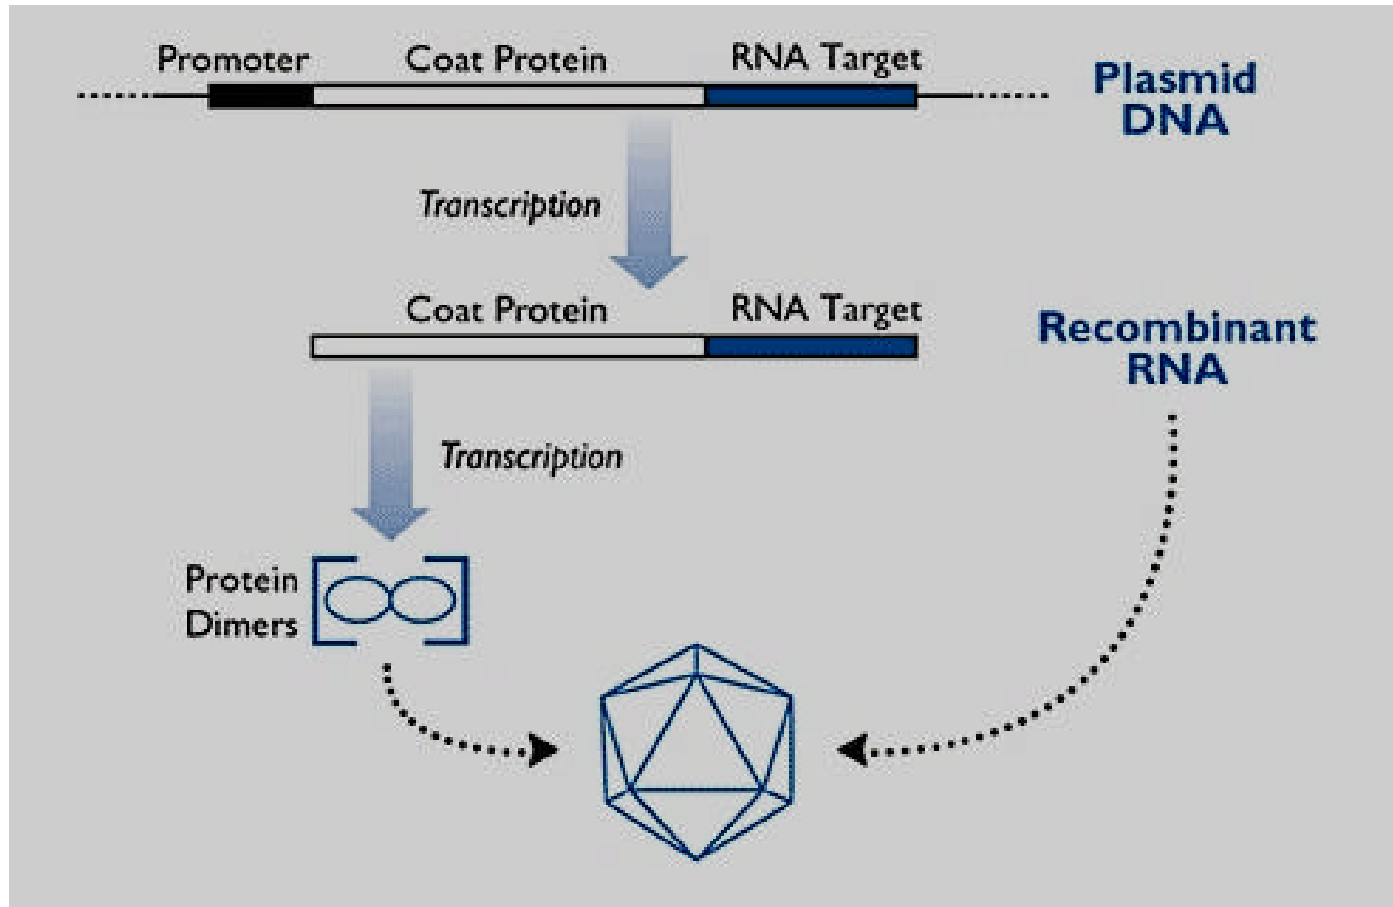 Promoter
Coat Protein
RNA Target
Plasmid
DNA
Transcription
Coat Protein
RNA Target
Recombinant
RNA
Transcription
Protein
Dimers